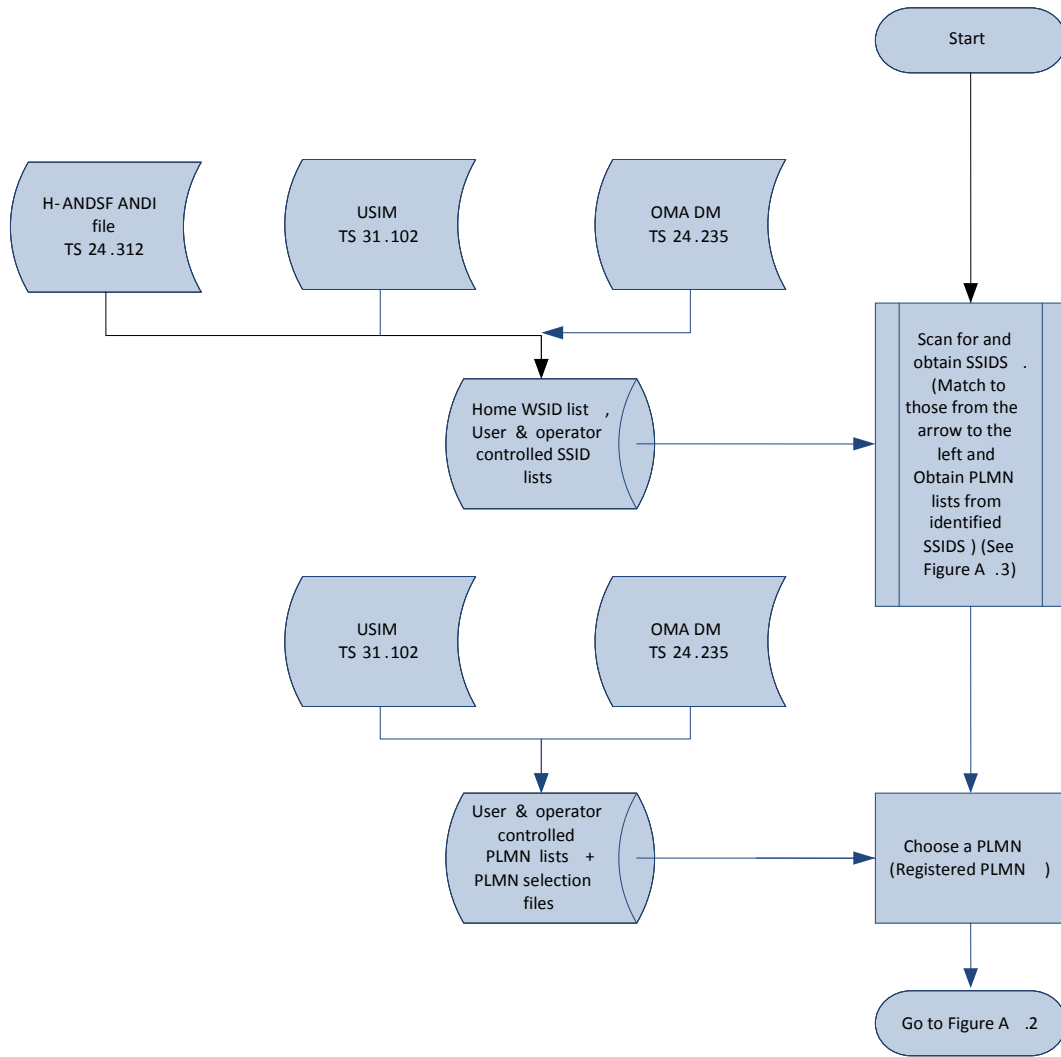 Start
H- ANDSF ANDI
file
TS 24 .312
USIM
TS 31 .102
OMA DM
TS 24 .235
Scan for and
obtain SSIDS .
(Match to
those from the
arrow to the
left and
Obtain PLMN
lists from
identified
SSIDS ) (See
Figure A .3)
Home WSID list ,
User & operator
controlled SSID
lists
USIM
TS 31 .102
OMA DM
TS 24 .235
User & operator
controlled
PLMN lists +
PLMN selection
files
Choose a PLMN
(Registered PLMN )
Go to Figure A .2